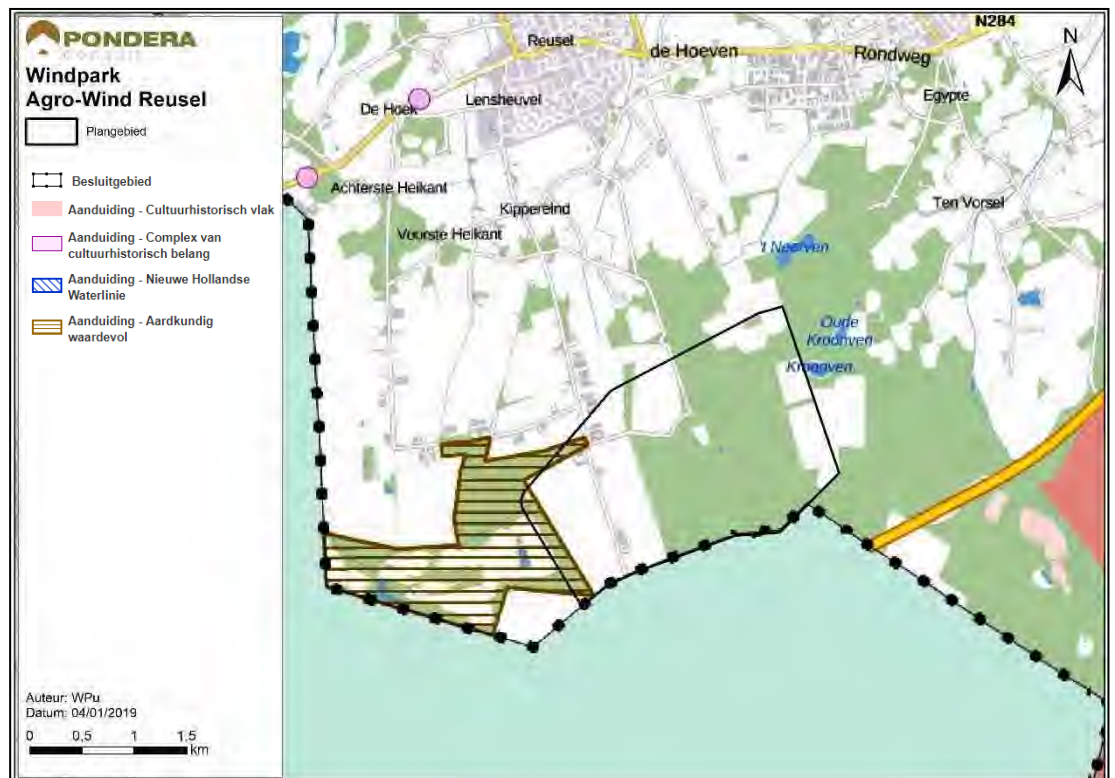 PONDERA
Windpark
Agro-Wind Reusel
Plangebied
Besluitgebied
Aanduiding - Cultuurhistorisch vlak
Aanduiding - Complex van
cultuurhistorisch belang
Aanduiding - Nieuwe Hollandse
Waterlinie
Aanduiding - Aardkundig
waardevol
Auteur: WPu
Datum: 04/01/2019
0 0,5 1 1,5
km
N284
N
Reusel
de Hoeven
Rondweg
Egypte
De Hoek
Lensheuvel
Achterste Heikant
Kippereind
Ten Vorsel
Voorste Heikant
't Neerven
Oude
Kroonven
Kroonven